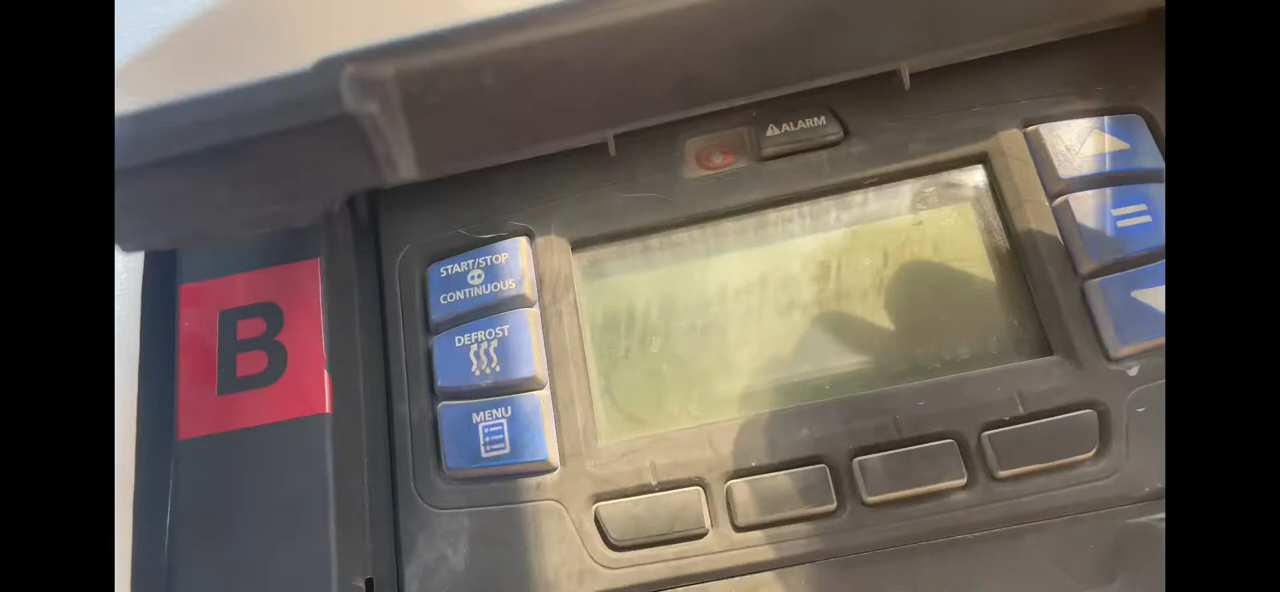 ALARM
START/STOP
CONTINUOUS
B
DEFROST
MENU
=